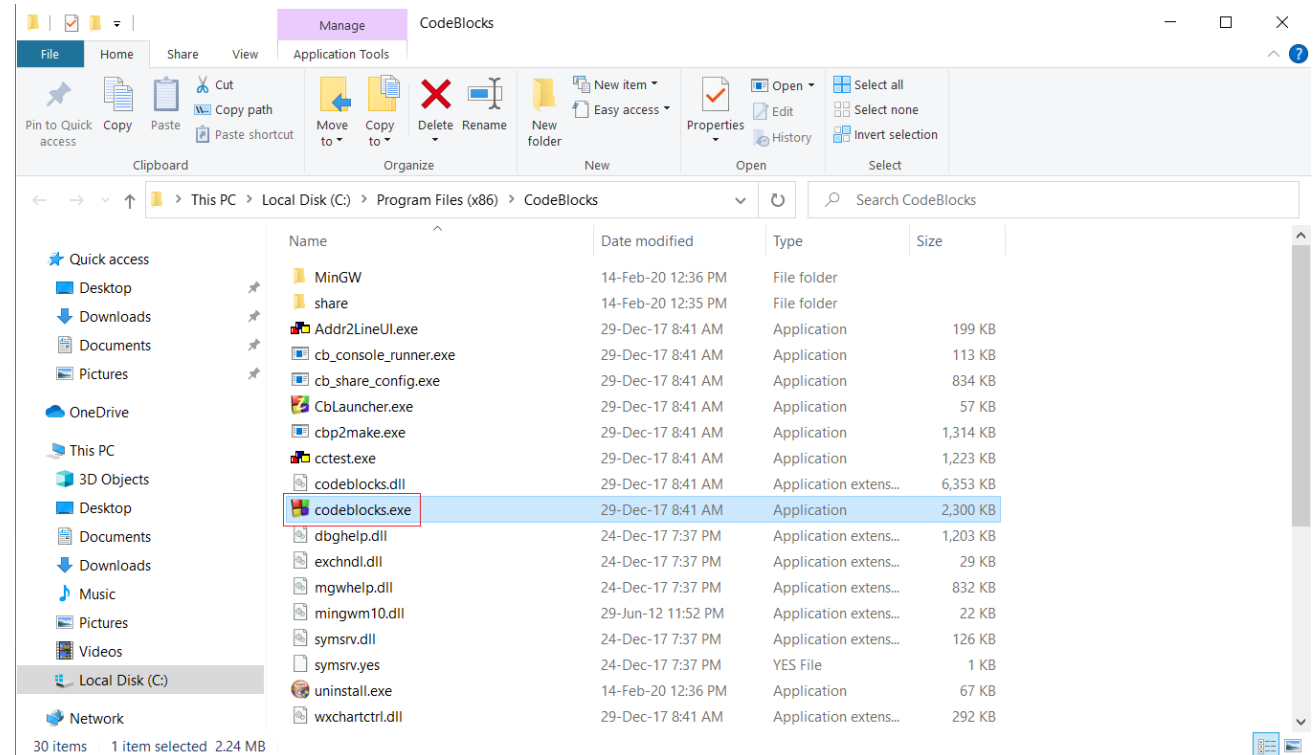 Manage CodeBlocks
File Home Share View Application Tools
Pin to Quick access
Copy
Paste
Cut
Copy path
Paste shortcut
Clipboard
Move to
Copy to
Delete
Rename
Organize
New folder
New item
Easy access
New
Properties
Open
Edit
History
Open
Select all
Select none
Invert selection
Select
This PC > Local Disk (C:) > Program Files (x86) > CodeBlocks
Search CodeBlocks
Quick access
Desktop
Downloads
Documents
Pictures
OneDrive
This PC
3D Objects
Desktop
Documents
Downloads
Music
Pictures
Videos
Local Disk (C:)
Network
Name Date modified Type Size
MinGW 14-Feb-20 12:36 PM File folder
share 14-Feb-20 12:35 PM File folder
Addr2LineUI.exe 29-Dec-17 8:41 AM Application 199 KB
cb_console_runner.exe 29-Dec-17 8:41 AM Application 113 KB
cb_share_config.exe 29-Dec-17 8:41 AM Application 834 KB
CbLauncher.exe 29-Dec-17 8:41 AM Application 57 KB
cbp2make.exe 29-Dec-17 8:41 AM Application 1,314 KB
cctest.exe 29-Dec-17 8:41 AM Application 1,223 KB
codeblocks.dll 29-Dec-17 8:41 AM Application extens... 6,353 KB
codeblocks.exe 29-Dec-17 8:41 AM Application 2,300 KB
dbghelp.dll 24-Dec-17 7:37 PM Application extens... 1,203 KB
exchndl.dll 24-Dec-17 7:37 PM Application extens... 29 KB
mgwhelp.dll 24-Dec-17 7:37 PM Application extens... 832 KB
mingwm10.dll 29-Jun-12 11:52 PM Application extens... 22 KB
symsrv.dll 24-Dec-17 7:37 PM Application extens... 126 KB
symsrv.yes 24-Dec-17 7:37 PM YES File 1 KB
uninstall.exe 14-Feb-20 12:36 PM Application 67 KB
wxchartctrl.dll 29-Dec-17 8:41 AM Application extens... 292 KB
30 items 1 item selected 2.24 MB